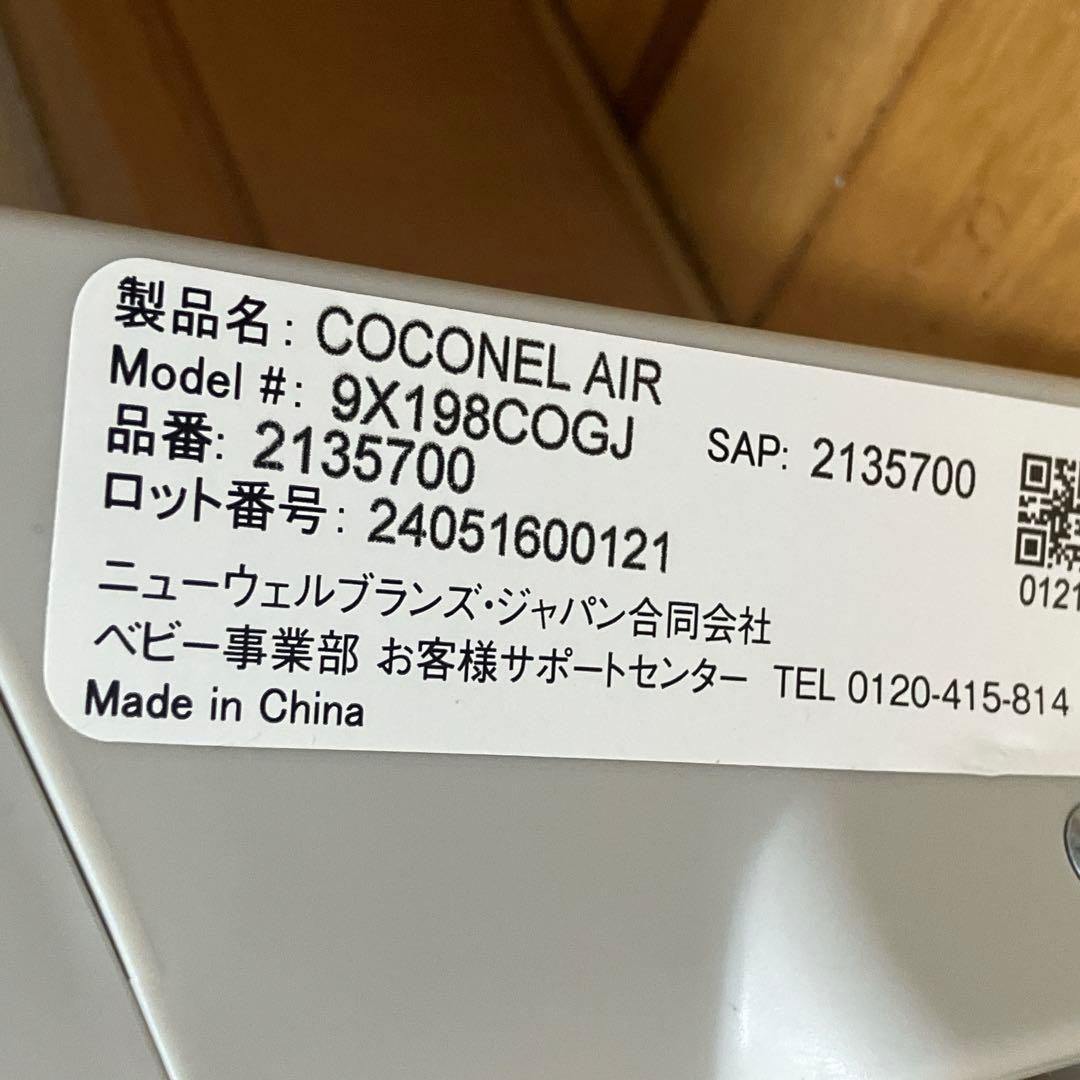 製品名: COCONEL AIR
Model #: 9X198COGJ
品番: 2135700 SAP: 2135700
ロット番号: 24051600121
0121
ニューウェルブランズ・ジャパン合同会社
ベビー事業部 お客様サポートセンター TEL 0120-415-814
Made in China